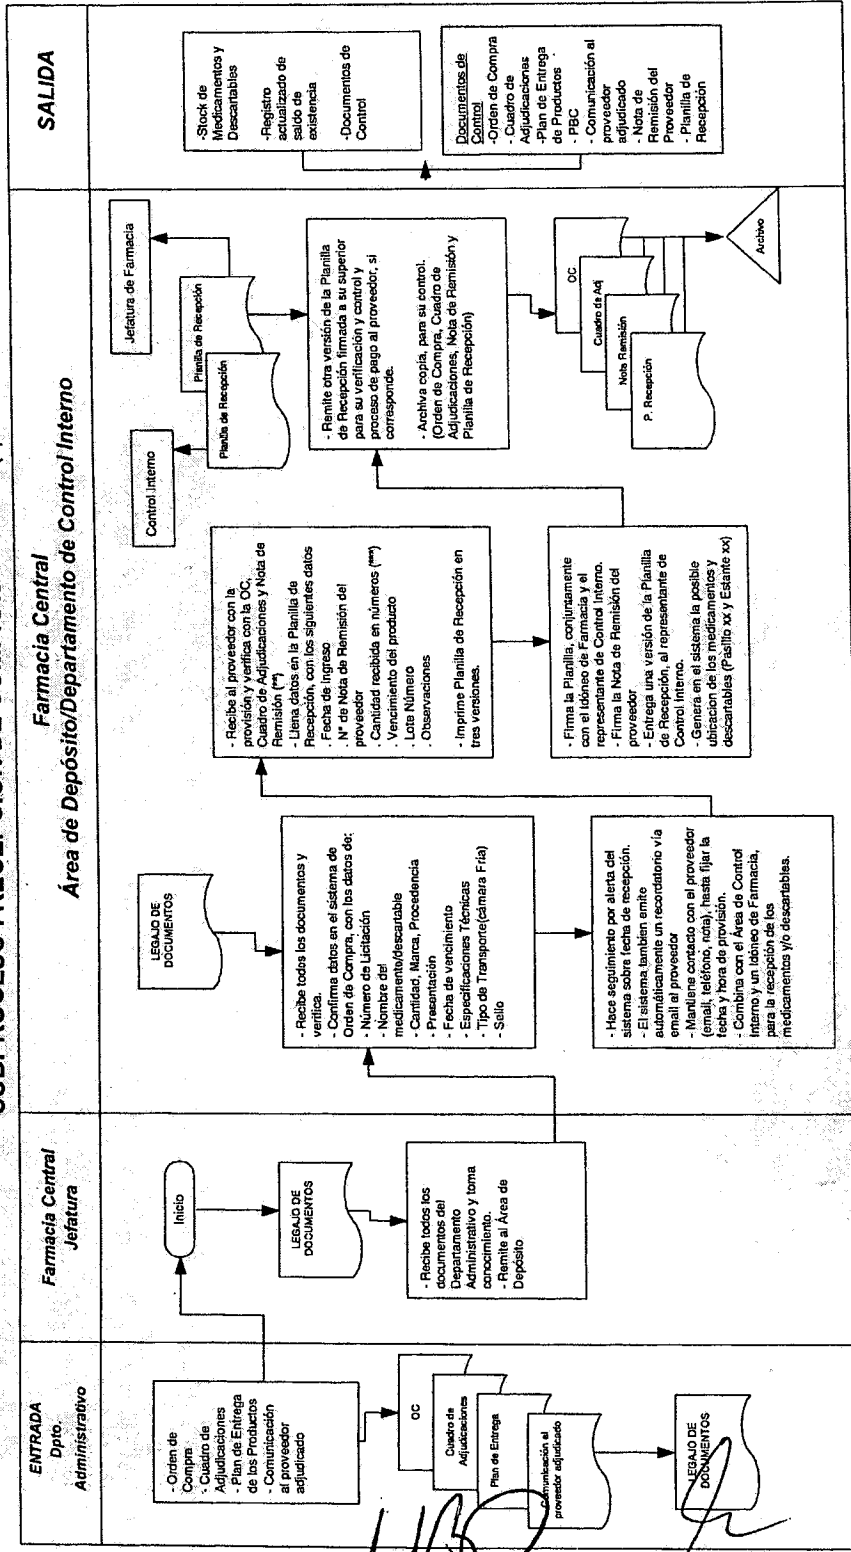 ENTRADA
Dpto.
Administrativo
Farmacia Central
Jefatura
Farmacia Central
Área de Depósito/Departamento de Control Interno
SALIDA
- Orden de
Compra
- Cuadro de
Adjudicaciones
- Plan de Entrega
de los Productos
- Comunicación
al proveedor
adjudicado
OC
Cuadro de
Adjudicaciones
Plan de Entrega
Comunicación al
proveedor adjudicado
LEGAJO DE
DOCUMENTOS
Inicio
LEGAJO DE
DOCUMENTOS
- Recibe todos los
documentos del
Departamento
Administrativo y toma
conocimiento.
- Remite al Área de
Depósito
LEGAJO DE
DOCUMENTOS
- Recibe todos los documentos y
verifica.
- Confirma datos en el sistema de
Orden de Compra, con los datos de:
- Número de Licitación
- Nombre del
medicamento/descartable
- Cantidad, Marca, Procedencia
- Presentación
- Fecha de vencimiento
- Especificaciones Técnicas
- Tipo de Transporte(cámara Fría)
- Sello
- Hace seguimiento por alerta del
sistema sobre fecha de recepción.
- El sistema tambien emite
automáticamente un recordatorio vía
email al proveedor
- Mantiene contacto con el proveedor
(email, teléfono, nota), hasta fijar la
fecha y hora de provisión.
- Combina con el Área de Control
Interno y un Idóneo de Farmacia,
para la recepción de los
medicamentos y/o descartables.
- Recibe al proveedor con la
provisión y verifica con la OC,
Cuadro de Adjudicaciones y Nota de
Remisión (**)
- Llena datos en la Planilla de
Recepción, con los siguientes datos
. Fecha de Ingreso
. N° de Nota de Remisión del
proveedor
. Cantidad recibida en números (***)
. Vencimiento del producto
. Lote Número
. Observaciones
- Imprime Planilla de Recepción en
tres versiones.
- Firma la Planilla, conjuntamente
con el Idóneo de Farmacia y el
representante de Control Interno.
- Firma la Nota de Remisión del
proveedor
- Entrega una versión de la Planilla
de Recepción, al representante de
Control Interno.
- Genera en el sistema la posible
ubicacion de los medicamentos y
descartables (Pasillo xx y Estante xx)
Control Interno
Jefatura de Farmacia
Planilla de Recepción
Planilla de Recepción
- Remite otra versión de la Planilla
de Recepción firmada a su superior
para su verificación y control y
proceso de pago al proveedor, si
corresponde.
- Archiva copia, para su control.
(Orden de Compra, Cuadro de
Adjudicaciones, Nota de Remisión y
Planilla de Recepción)
OC
Cuadro de Adj
Nota Remisión
P. Recepción
Archivo
-Stock de
Medicamentos y
Descartables
-Registro
actualizado de
saldo de
existencia
-Documentos de
Control
Documentos de
Control
-Orden de Compra
- Cuadro de
Adjudicaciones
-Plan de Entrega
de Productos
- PBC
- Comunicación al
proveedor
adjudicado
- Nota de
Remisión del
Proveedor
- Planilla de
Recepción